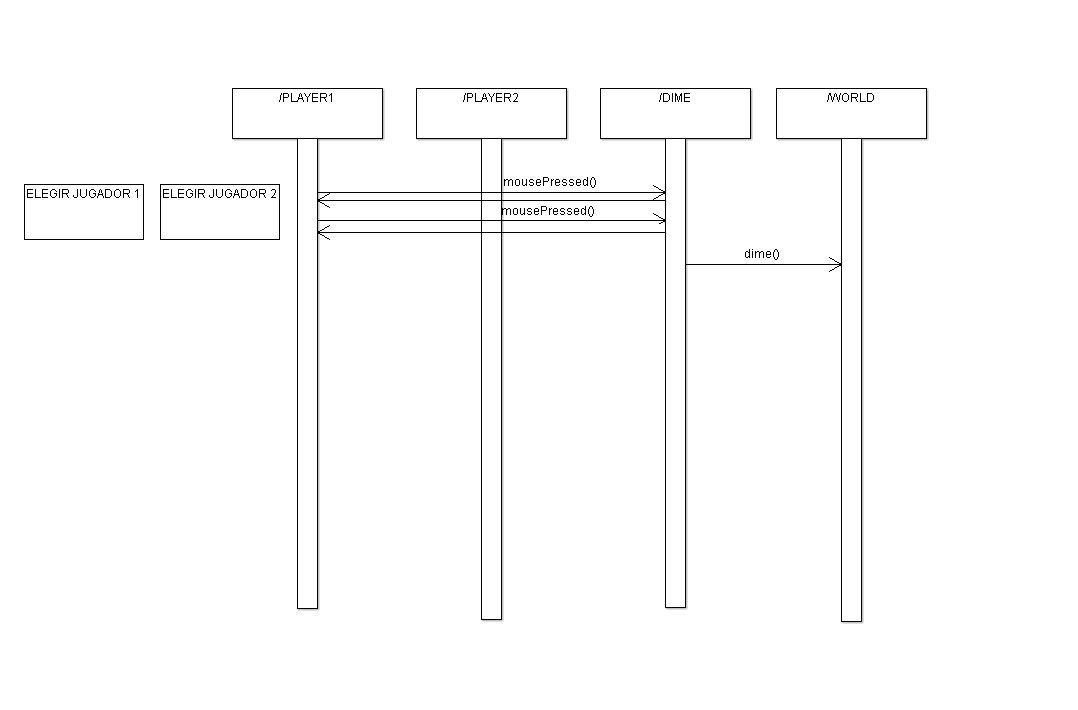 /PLAYER1
/PLAYER2
/DIME
/WORLD
ELEGIR JUGADOR 1
ELEGIR JUGADOR 2
mousePressed()
mousePressed()
dime()